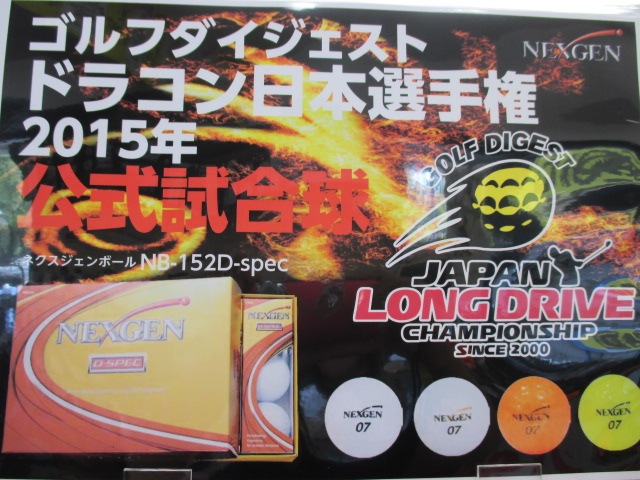 ゴルフダイジェスト
ドラコン日本選手権
2015年
公式試合球
ネクスジェンボール NB-152D-spec
NEXGEN
GOLF DIGEST
JAPAN
LONG DRIVE
CHAMPIONSHIP
SINCE 2000
NEXGEN
D-SPEC
NEXGEN
NEXGEN
07
NEXGEN
07
NEXGEN
07
NEXGEN
07